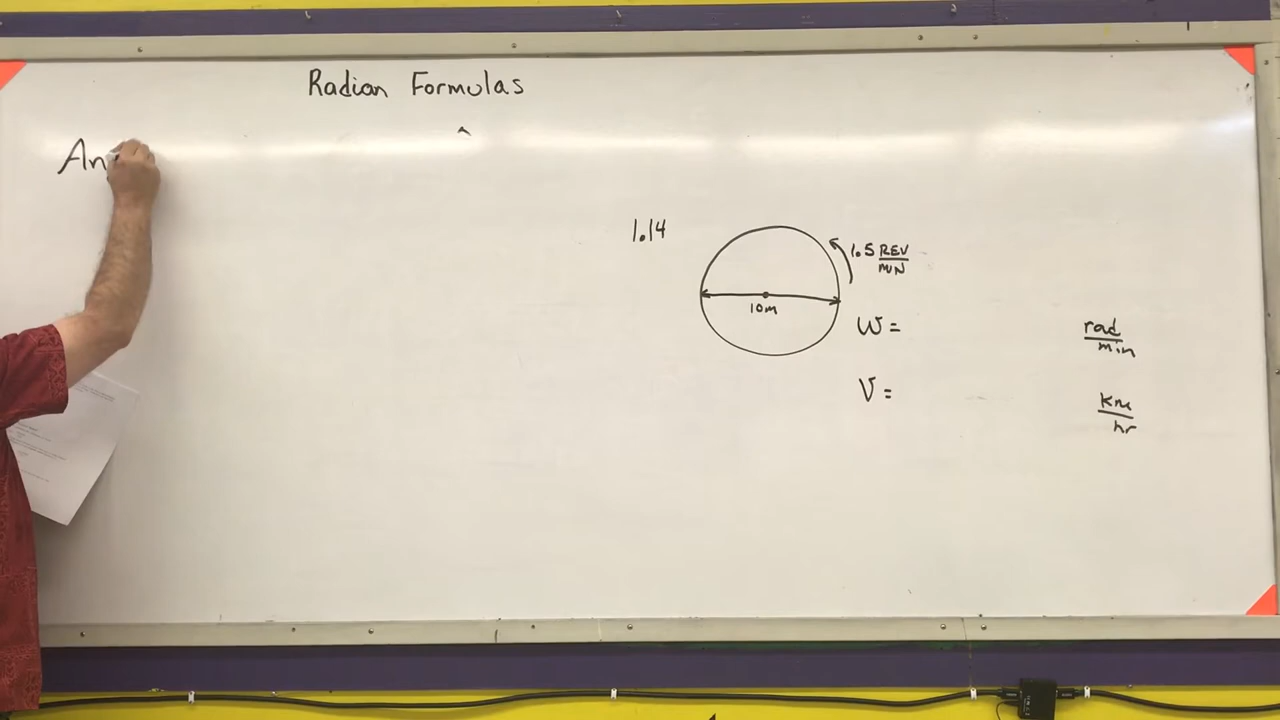 Radian Formulas
An
1.14
1.5 REV
MIN
10m
W =
rad
min
V =
Km
hr